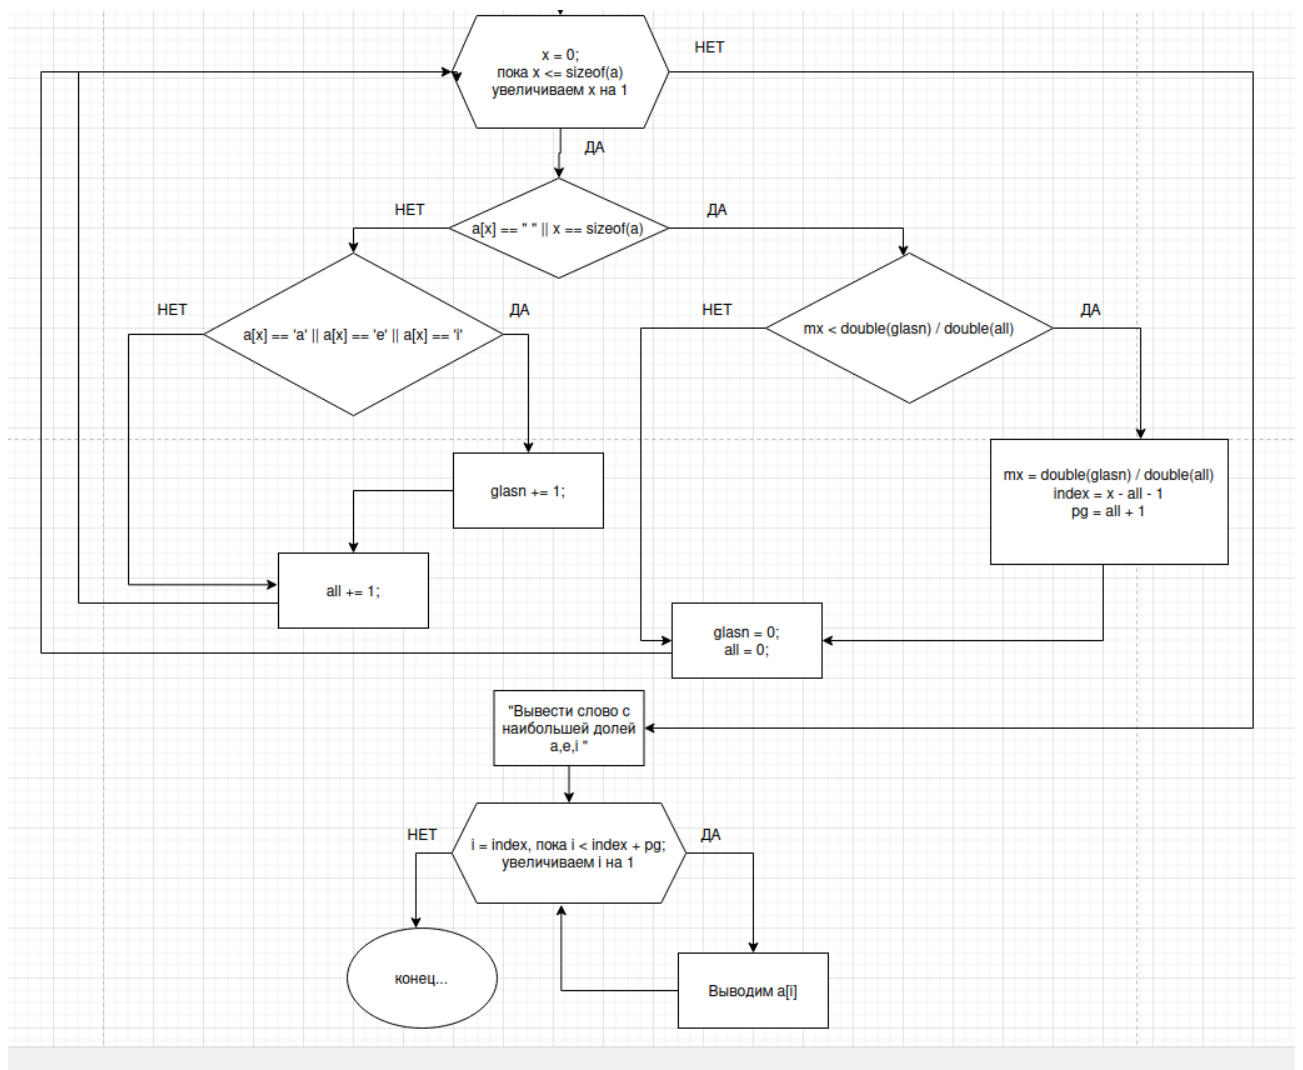 x = 0;
пока x <= sizeof(a)
увеличиваем x на 1
НЕТ
ДА
a[x] == " " || x == sizeof(a)
НЕТ
ДА
a[x] == 'a' || a[x] == 'e' || a[x] == 'i'
НЕТ
ДА
mx < double(glasn) / double(all)
НЕТ
ДА
glasn += 1;
mx = double(glasn) / double(all)
index = x - all - 1
pg = all + 1
all += 1;
glasn = 0;
all = 0;
"Вывести слово с
наибольшей долей
a,e,i "
i = index, пока i < index + pg;
увеличиваем i на 1
НЕТ
ДА
конец...
Выводим a[i]